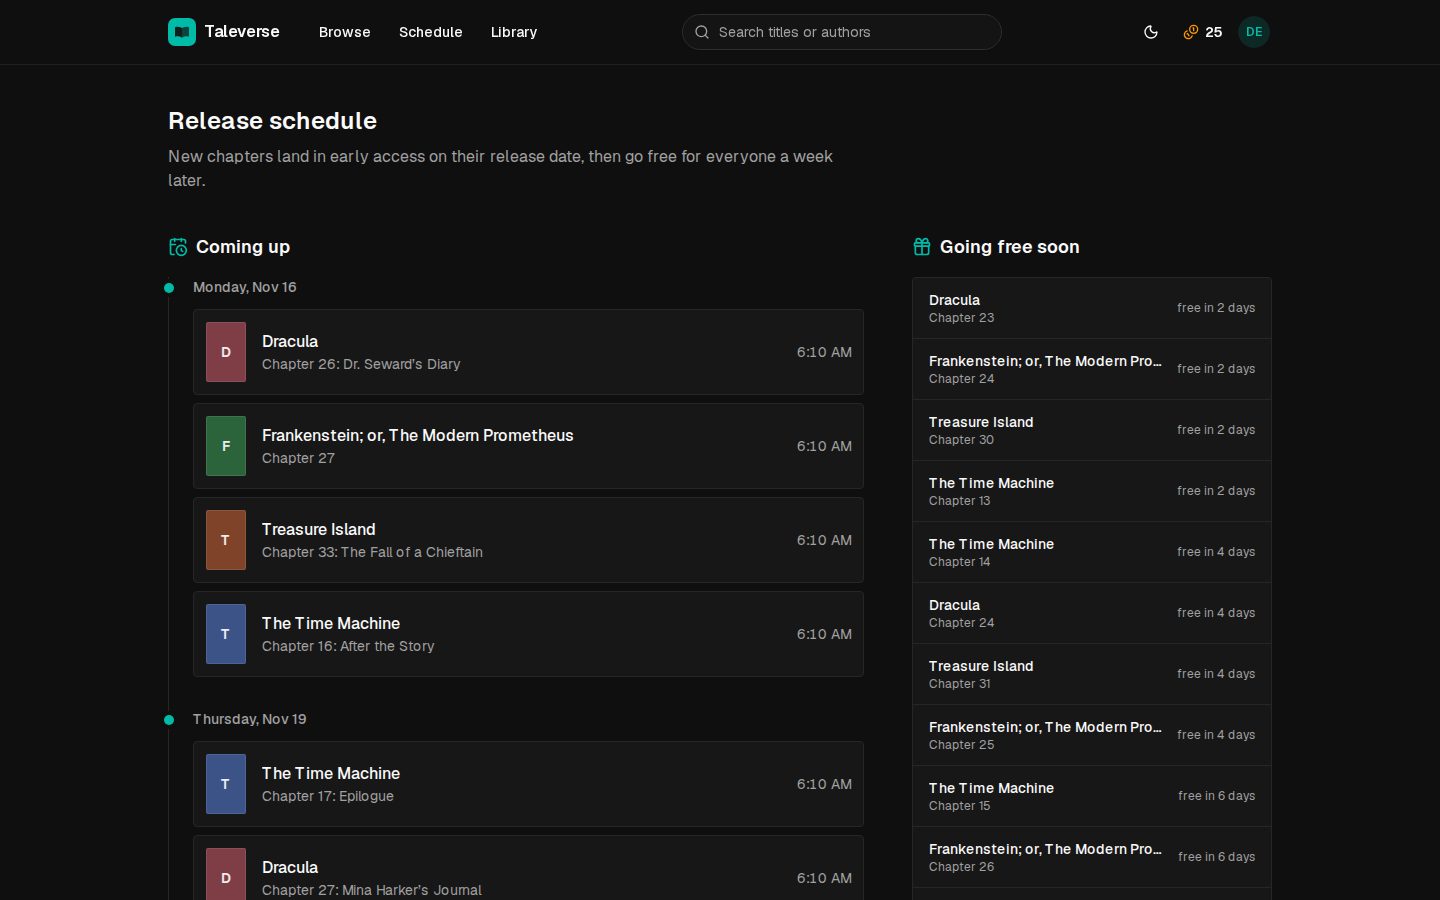 Taleverse
Browse
Schedule
Library
Search titles or authors
25
DE
Release schedule
New chapters land in early access on their release date, then go free for everyone a week
later.
Coming up
Monday, Nov 16
D
Dracula
Chapter 26: Dr. Seward's Diary
6:10 AM
F
Frankenstein; or, The Modern Prometheus
Chapter 27
6:10 AM
T
Treasure Island
Chapter 33: The Fall of a Chieftain
6:10 AM
T
The Time Machine
Chapter 16: After the Story
6:10 AM
Thursday, Nov 19
T
The Time Machine
Chapter 17: Epilogue
6:10 AM
D
Dracula
Chapter 27: Mina Harker's Journal
6:10 AM
Going free soon
Dracula
Chapter 23
free in 2 days
Frankenstein; or, The Modern Pro...
Chapter 24
free in 2 days
Treasure Island
Chapter 30
free in 2 days
The Time Machine
Chapter 13
free in 2 days
The Time Machine
Chapter 14
free in 4 days
Dracula
Chapter 24
free in 4 days
Treasure Island
Chapter 31
free in 4 days
Frankenstein; or, The Modern Pro...
Chapter 25
free in 4 days
The Time Machine
Chapter 15
free in 6 days
Frankenstein; or, The Modern Pro...
Chapter 26
free in 6 days